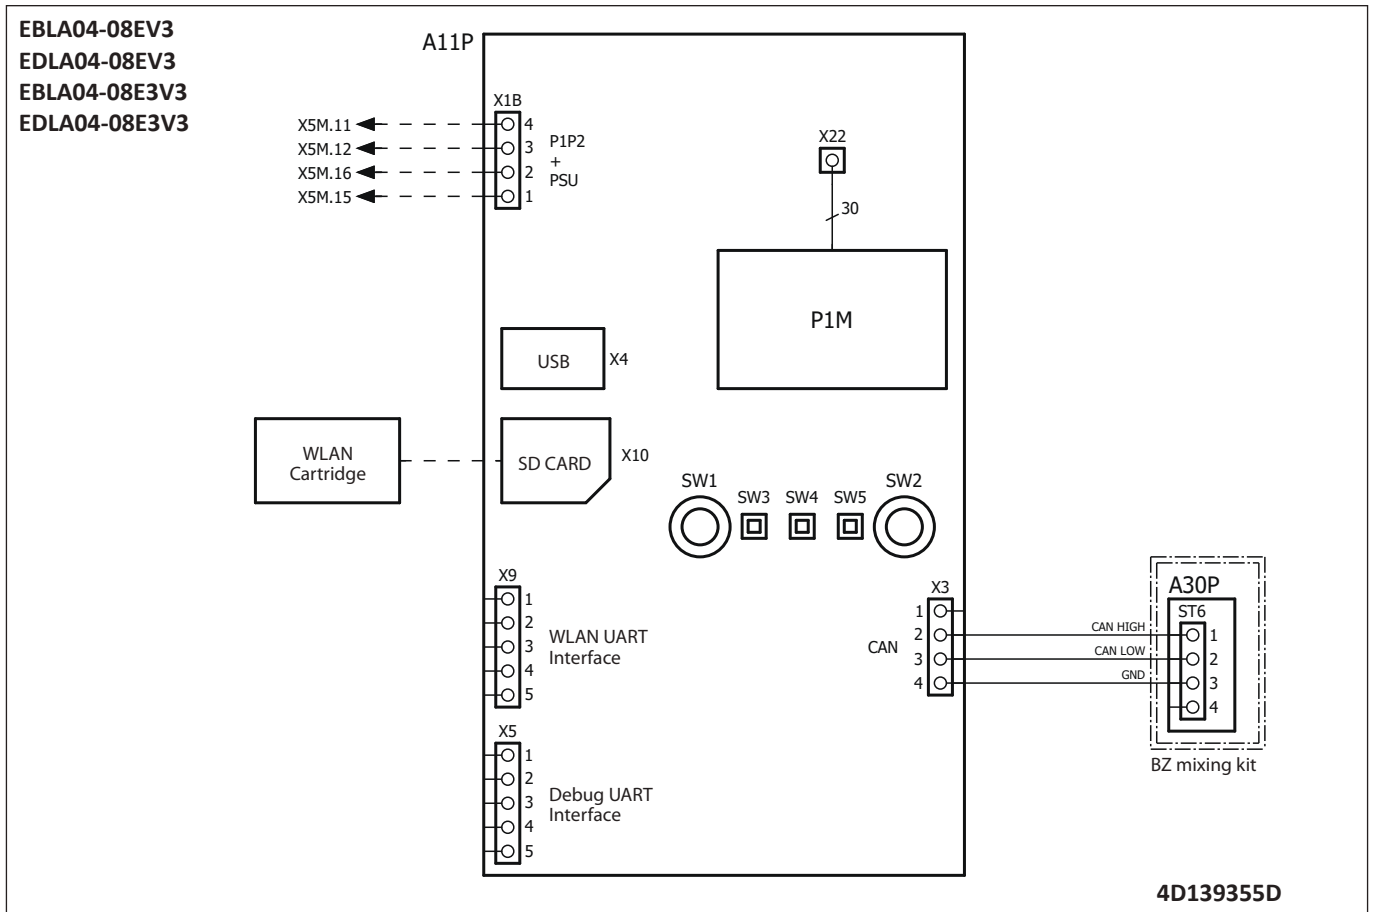 EBLA04-08EV3
EDLA04-08EV3
EBLA04-08E3V3
EDLA04-08E3V3
A11P
X1B
X5M.11
4
X5M.12
3
P1P2
+
PSU
X5M.16
2
X5M.15
1
X22
30
P1M
USB
X4
WLAN
Cartridge
SD CARD
X10
SW1
SW3
SW4
SW5
SW2
X9
1
2
3
4
5
WLAN UART
Interface
X3
1
2
3
4
CAN
CAN HIGH
CAN LOW
GND
A30P
ST6
1
2
3
4
BZ mixing kit
X5
1
2
3
4
5
Debug UART
Interface
4D139355D